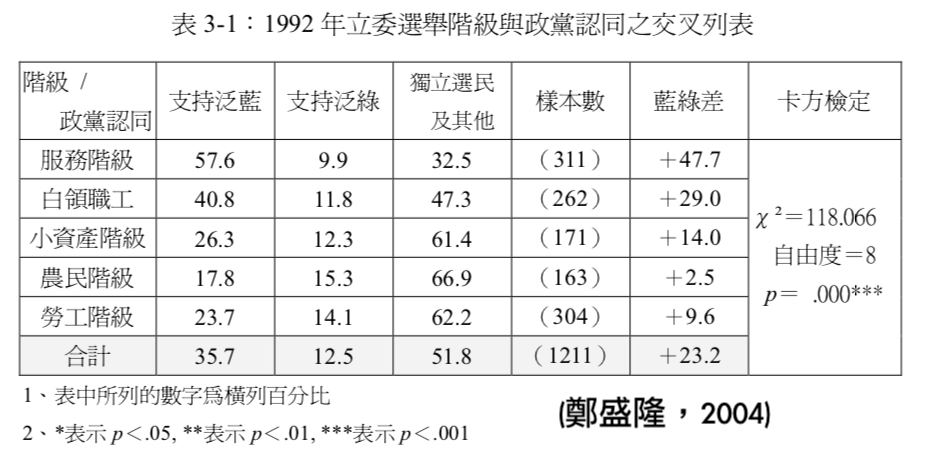 表 3-1：1992 年立委選舉階級與政黨認同之交叉列表
階級 / 政黨認同 支持泛藍 支持泛綠 獨立選民及其他 樣本數 藍綠差 卡方檢定
服務階級 57.6 9.9 32.5 （311） ＋47.7
白領職工 40.8 11.8 47.3 （262） ＋29.0
小資產階級 26.3 12.3 61.4 （171） ＋14.0
農民階級 17.8 15.3 66.9 （163） ＋2.5
勞工階級 23.7 14.1 62.2 （304） ＋9.6
合計 35.7 12.5 51.8 （1211） ＋23.2
χ²＝118.066
自由度＝8
p＝ .000***
1、表中所列的數字爲橫列百分比
2、*表示 p＜.05, **表示 p＜.01, ***表示 p＜.001
(鄭盛隆，2004)